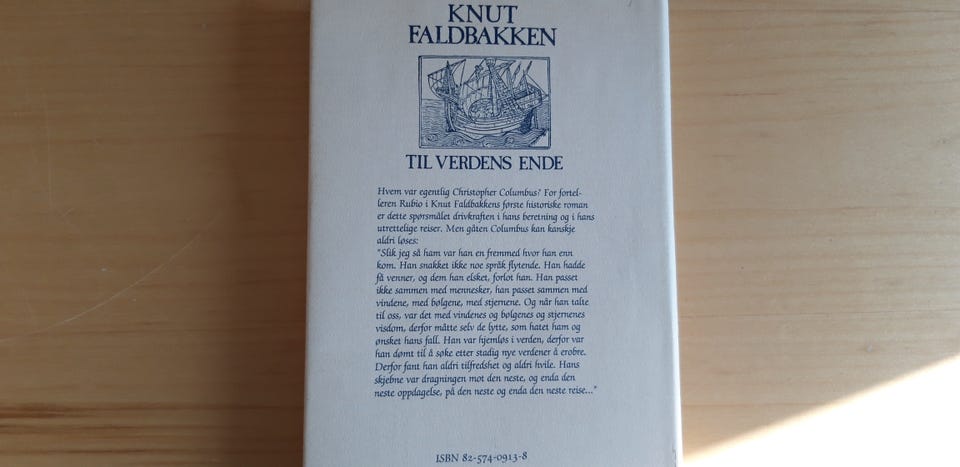 KNUT
FALDBAKKEN
TIL VERDENS ENDE
Hvem var egentlig Christopher Columbus? For fortel-
leren Rubio i Knut Faldbakkens første historiske roman
er dette spørsmålet drivkraften i hans beretning og i hans
utrettelige reiser. Men gåten Columbus kan kanskje
aldri løses:
"Slik jeg så ham var han en fremmed hvor han enn
kom. Han snakket ikke noe språk flytende. Han hadde
få venner, og dem han elsket, forlot han. Han passet
ikke sammen med mennesker, han passet sammen med
vindene, med bølgene, med stjernene. Og når han talte
til oss, var det med vindenes og bølgenes og stjernenes
visdom, derfor måtte selv de lytte, som hatet ham og
ønsket hans fall. Han var hjemløs i verden, derfor var
han dømt til å søke etter stadig nye verdener å erobre.
Derfor fant han aldri tilfredshet og aldri hvile. Hans
skjebne var dragningen mot den neste, og enda den
neste oppdagelse, på den neste og enda den neste reise..."
ISBN 82-574-0913-8